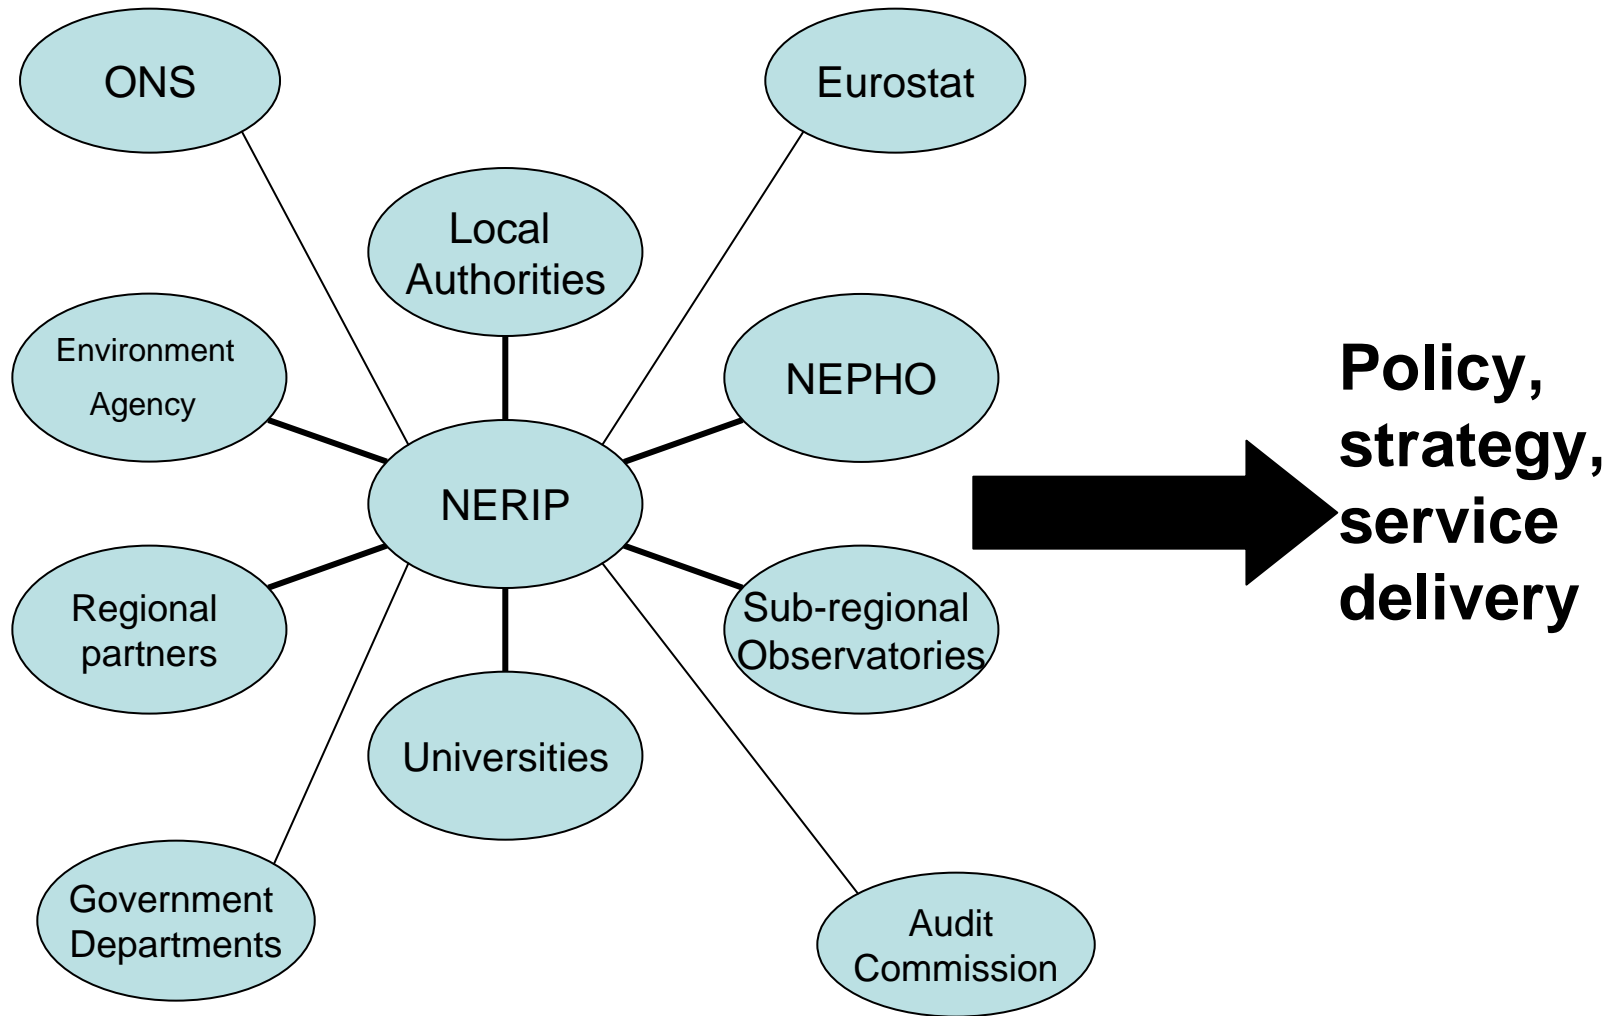 ONS
Eurostat
Local
Authorities
Environment
Agency
NEPHO
NERIP
Policy,
strategy,
service
delivery
Regional
partners
Sub-regional
Observatories
Universities
Government
Departments
Audit
Commission